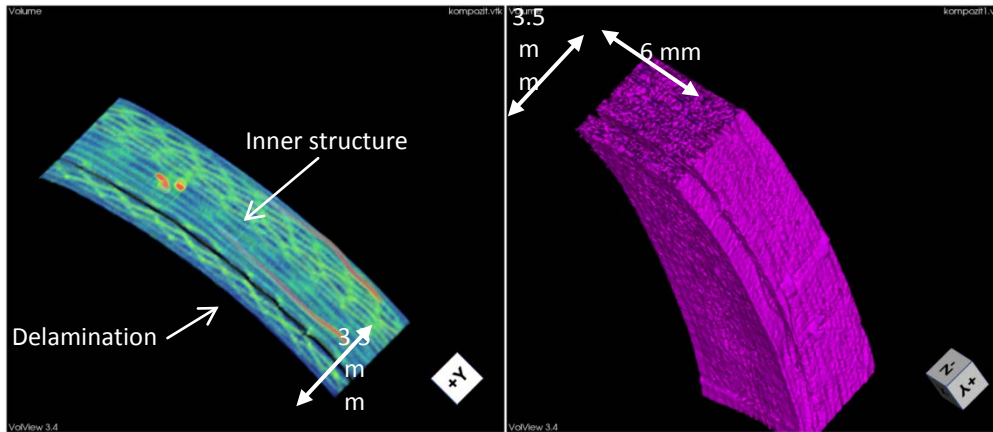 Volume
kompozit.vtk
Inner structure
Delamination
3.5
m
m
+Y
VolView 3.4
Volume
kompozit1.v
3.5
m
m
6 mm
-Z
+Y
VolView 3.4